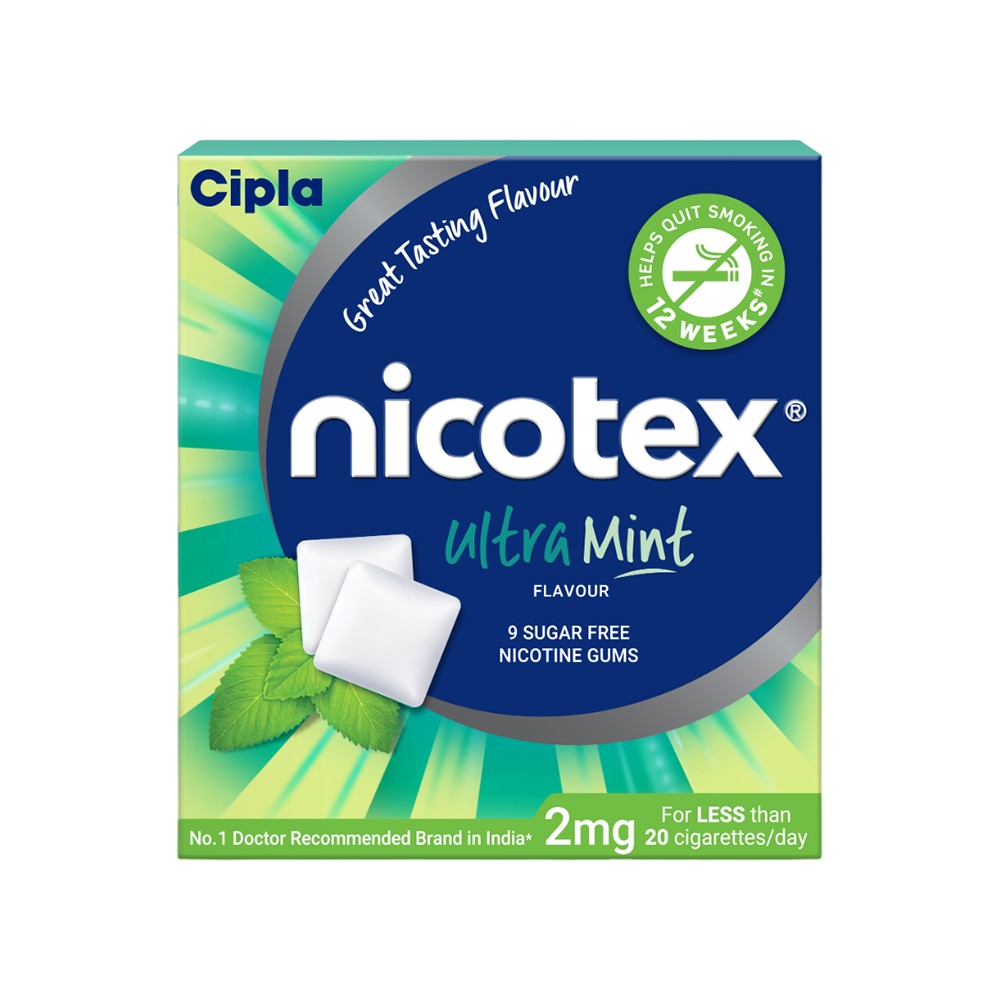 Cipla
Great Tasting Flavour
HELPS QUIT SMOKING IN
12 WEEKS#
nicotex®
ultra Mint
FLAVOUR
9 SUGAR FREE
NICOTINE GUMS
No.1 Doctor Recommended Brand in India*
2mg
For LESS than
20 cigarettes/day